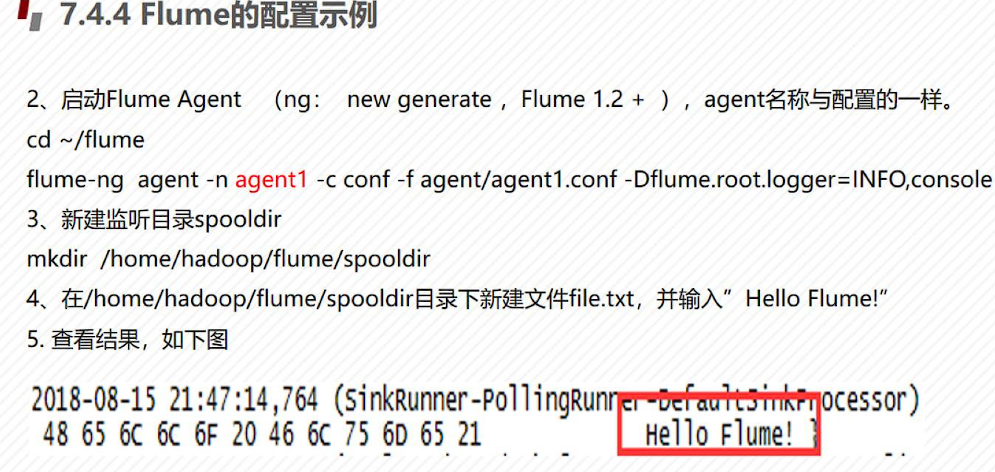 7.4.4 Flume的配置示例
2、启动Flume Agent （ng： new generate ，Flume 1.2 + ），agent名称与配置的一样。
cd ~/flume
flume-ng agent -n agent1 -c conf -f agent/agent1.conf -Dflume.root.logger=INFO,console
3、新建监听目录spooldir
mkdir /home/hadoop/flume/spooldir
4、在/home/hadoop/flume/spooldir目录下新建文件file.txt，并输入”Hello Flume!”
5. 查看结果，如下图
2018-08-15 21:47:14,764 (SinkRunner-PollingRunner-DefaultSinkProcessor)
48 65 6C 6C 6F 20 46 6C 75 6D 65 21 Hello Flume! }